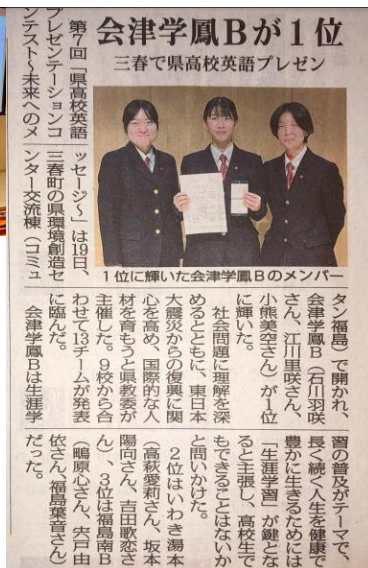 会津学鳳Bが1位
三春で県高校英語プレゼン
第7回「県高校英語
プレゼンテーションコ
ンテスト〜未来へのメ
ッセージ〜」は19日、
三春町の県環境創造セ
ンター交流棟（コミュ
1位に輝いた会津学鳳Bのメンバー
タン福島）で開かれ、
会津学鳳B（石川羽咲
さん、江川里咲さん、
小熊美空さん）が1位
に輝いた。
社会問題に理解を深
めるとともに、東日本
大震災からの復興に関
心を高め、国際的な人
材を育もうと県教委が
主催した。9校から合
わせて13チームが発表
に臨んだ。
会津学鳳Bは生涯学
習の普及がテーマで、
長く続く人生を健康で
豊かに生きるためには
「生涯学習」が鍵とな
ると主張し、高校生で
もできることはないか
と問いかけた。
2位はいわき湯本
（高萩愛莉さん、坂本
陽向さん、吉田歌恋さ
ん）、3位は福島南B
（鴫原心さん、宍戸由
依さん、福島葉音さん）
だった。